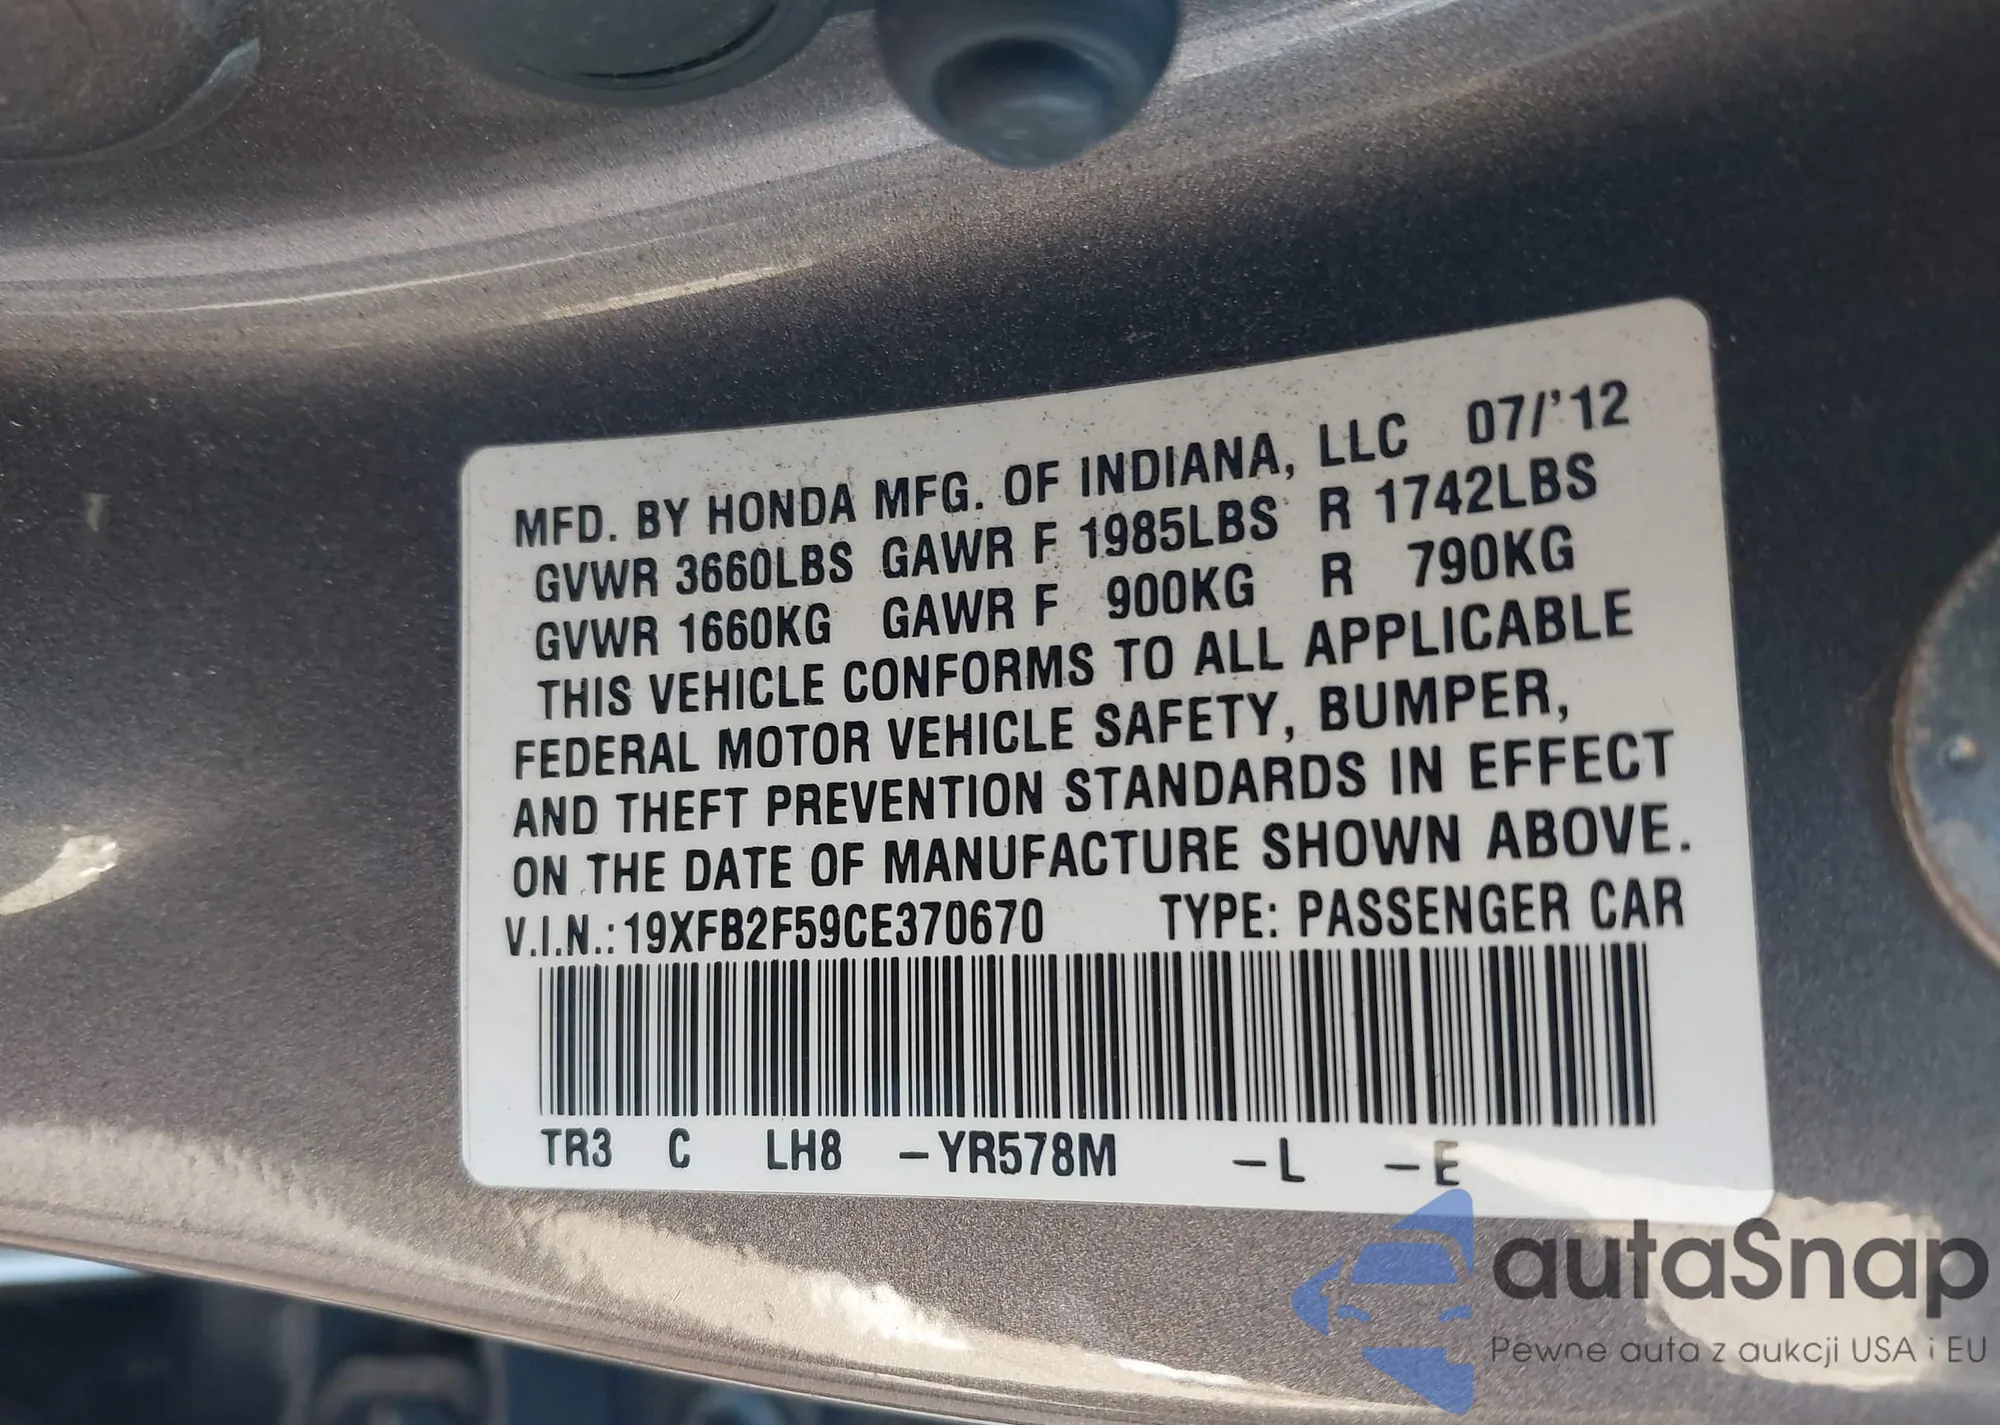 MFD. BY HONDA MFG. OF INDIANA, LLC 07/'12
GVWR 3660LBS GAWR F 1985LBS R 1742LBS
GVWR 1660KG GAWR F 900KG R 790KG
THIS VEHICLE CONFORMS TO ALL APPLICABLE
FEDERAL MOTOR VEHICLE SAFETY, BUMPER,
AND THEFT PREVENTION STANDARDS IN EFFECT
ON THE DATE OF MANUFACTURE SHOWN ABOVE.
V.I.N.: 19XFB2F59CE370670 TYPE: PASSENGER CAR
TR3 C LH8 -YR578M -L -E
autaSnap
Pewne auta z aukcji USA i EU